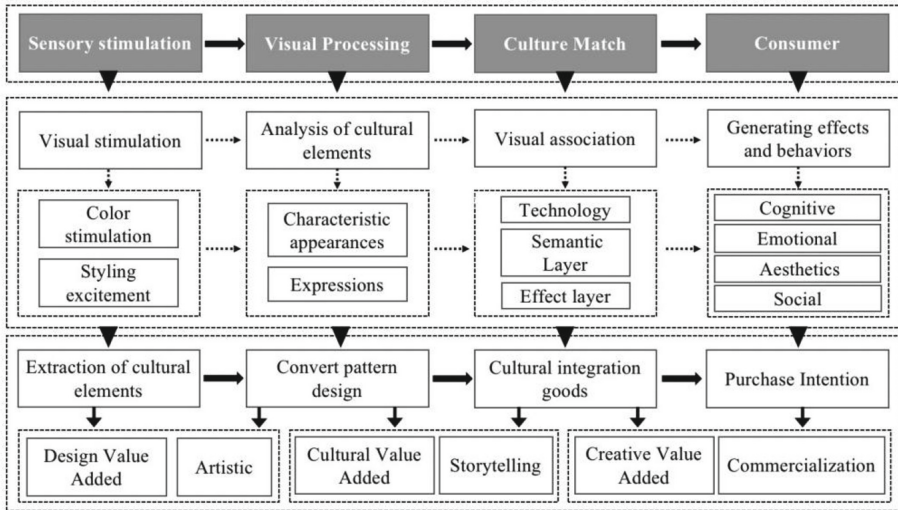 Sensory stimulation
Visual Processing
Culture Match
Consumer
Visual stimulation
Analysis of cultural
elements
Visual association
Generating effects
and behaviors
Color
stimulation
Styling
excitement
Characteristic
appearances
Expressions
Technology
Semantic
Layer
Effect layer
Cognitive
Emotional
Aesthetics
Social
Extraction of cultural
elements
Convert pattern
design
Cultural integration
goods
Purchase Intention
Design Value
Added
Artistic
Cultural Value
Added
Storytelling
Creative Value
Added
Commercialization